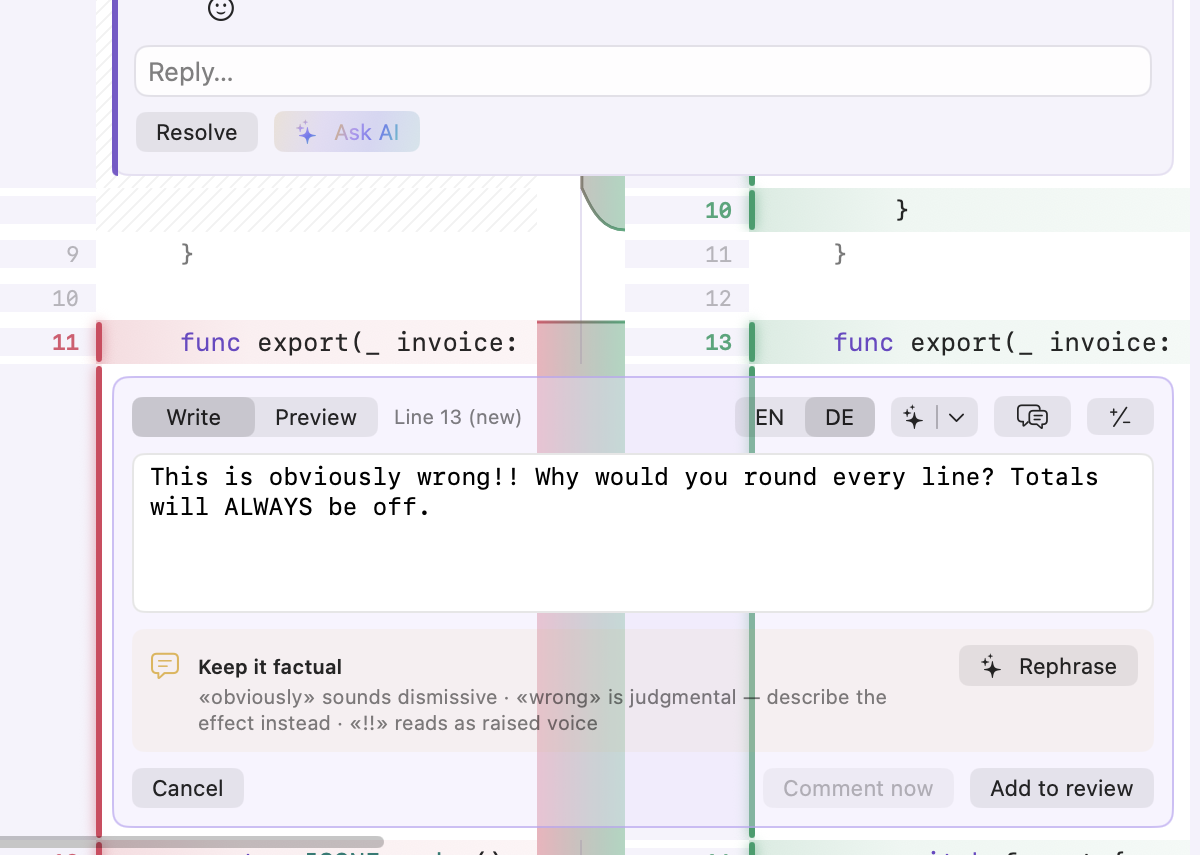 Reply...
Resolve Ask AI
10 }
9 } 11 }
10 12
11 func export(_ invoice: 13 func export(_ invoice:
Write Preview Line 13 (new) EN DE +/-
This is obviously wrong!! Why would you round every line? Totals
will ALWAYS be off.
Keep it factual Rephrase
«obviously» sounds dismissive · «wrong» is judgmental — describe the
effect instead · «!!» reads as raised voice
Cancel Comment now Add to review